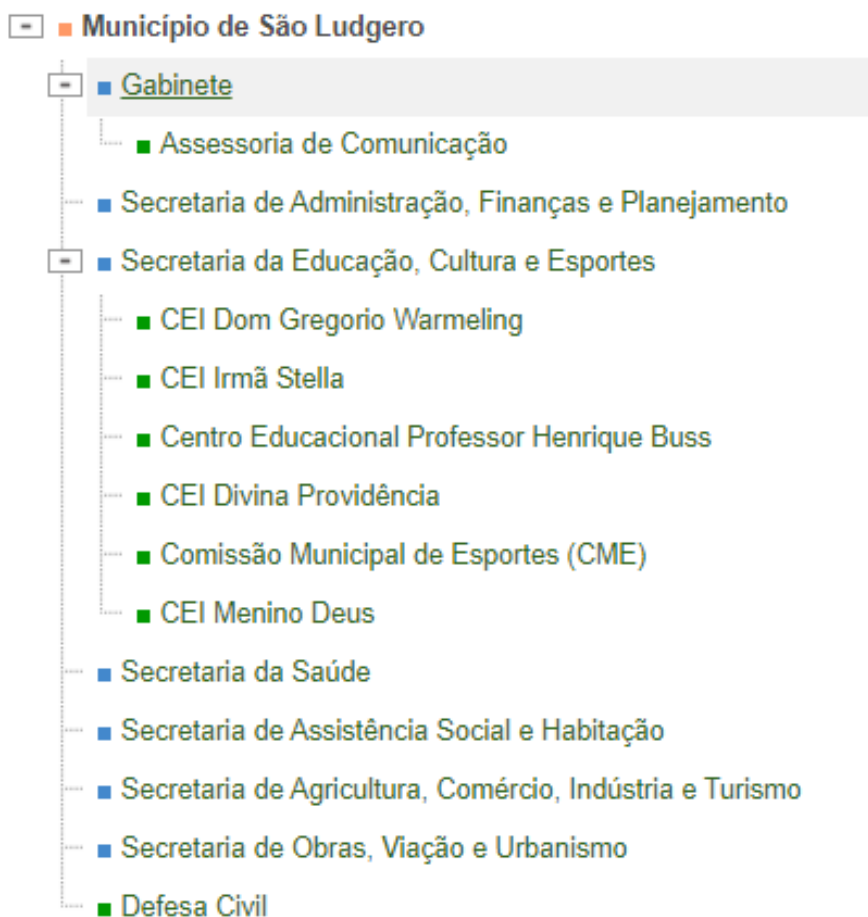 Município de São Ludgero
Gabinete
Assessoria de Comunicação
Secretaria de Administração, Finanças e Planejamento
Secretaria da Educação, Cultura e Esportes
CEI Dom Gregorio Warmeling
CEI Irmã Stella
Centro Educacional Professor Henrique Buss
CEI Divina Providência
Comissão Municipal de Esportes (CME)
CEI Menino Deus
Secretaria da Saúde
Secretaria de Assistência Social e Habitação
Secretaria de Agricultura, Comércio, Indústria e Turismo
Secretaria de Obras, Viação e Urbanismo
Defesa Civil